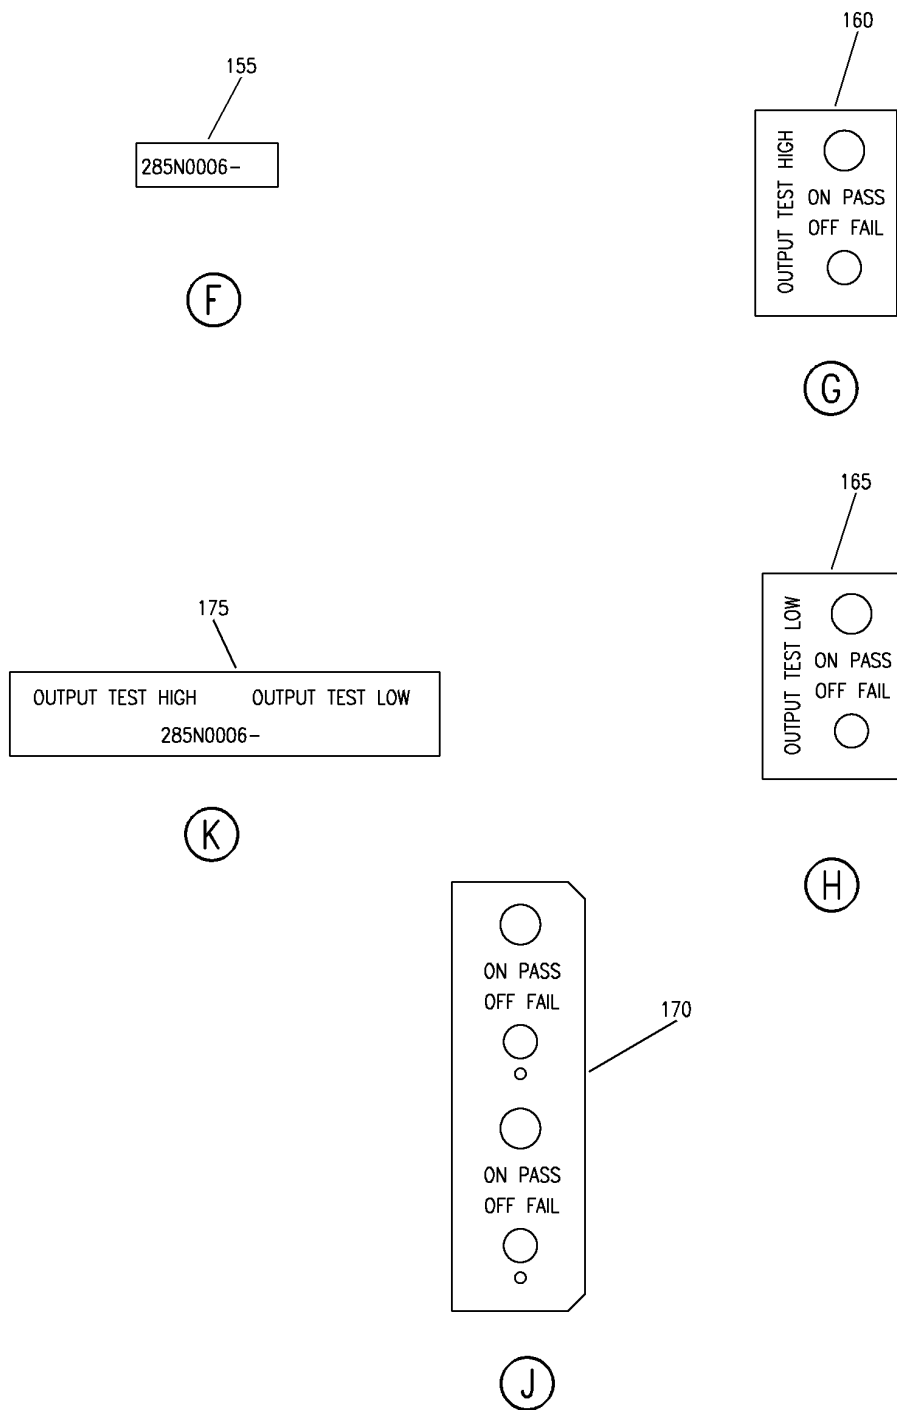 160
155
OUTPUT TEST HIGH
285N0006-
ON PASS
OFF FAIL
F
G
165
175
OUTPUT TEST LOW
ON PASS
OFF FAIL
OUTPUT TEST HIGH OUTPUT TEST LOW
285N0006-
K
H
ON PASS
OFF FAIL
170
ON PASS
OFF FAIL
J